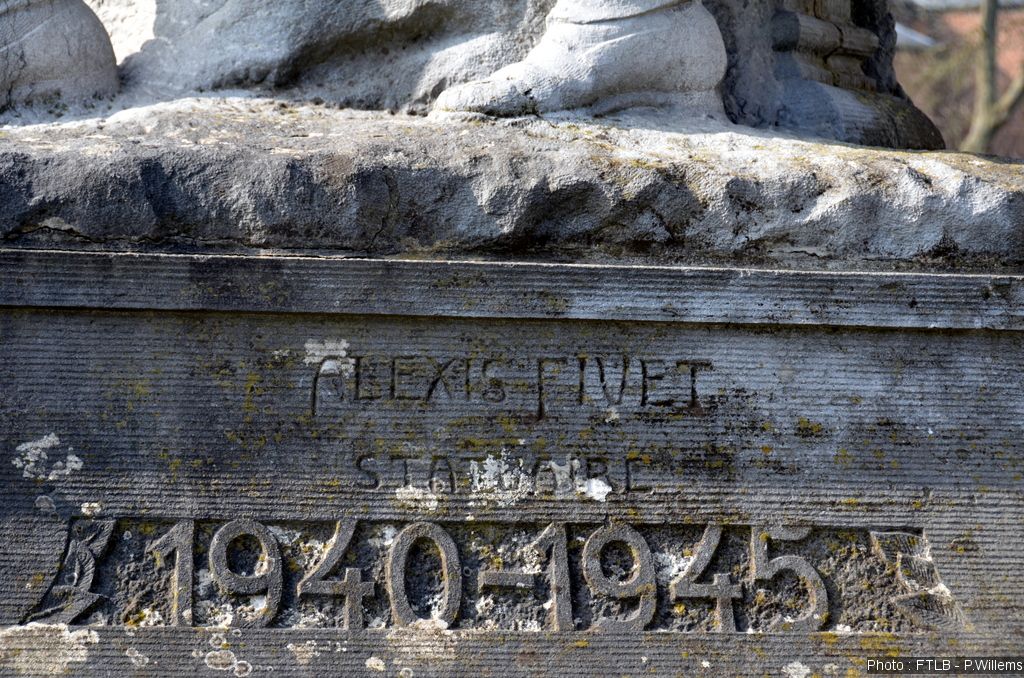 ALEXIS FIVET
STATUAIRE
1940-1945
Photo : FTLB - P.Willems